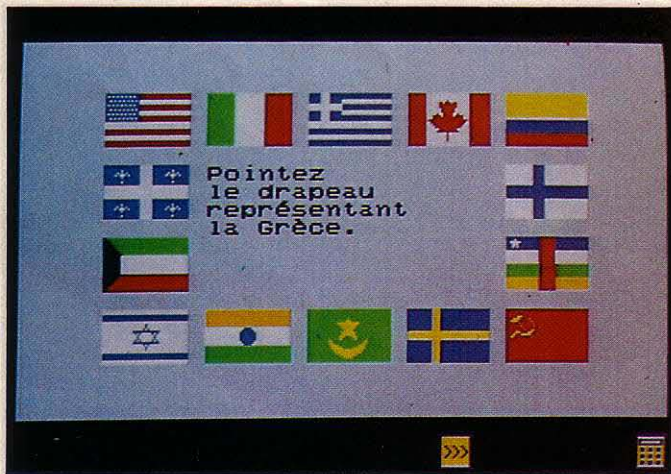 Pointez
le drapeau
représentant
la Grèce.
>>>